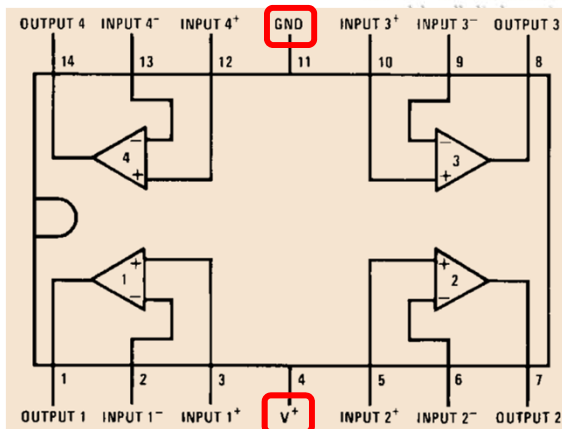 OUTPUT 4 INPUT 4⁻ INPUT 4⁺ GND INPUT 3⁺ INPUT 3⁻ OUTPUT 3
14 13 12 11 10 9 8
− −
4 3
+ +
+ +
1 2
− −
1 2 3 4 5 6 7
OUTPUT 1 INPUT 1⁻ INPUT 1⁺ V⁺ INPUT 2⁺ INPUT 2⁻ OUTPUT 2